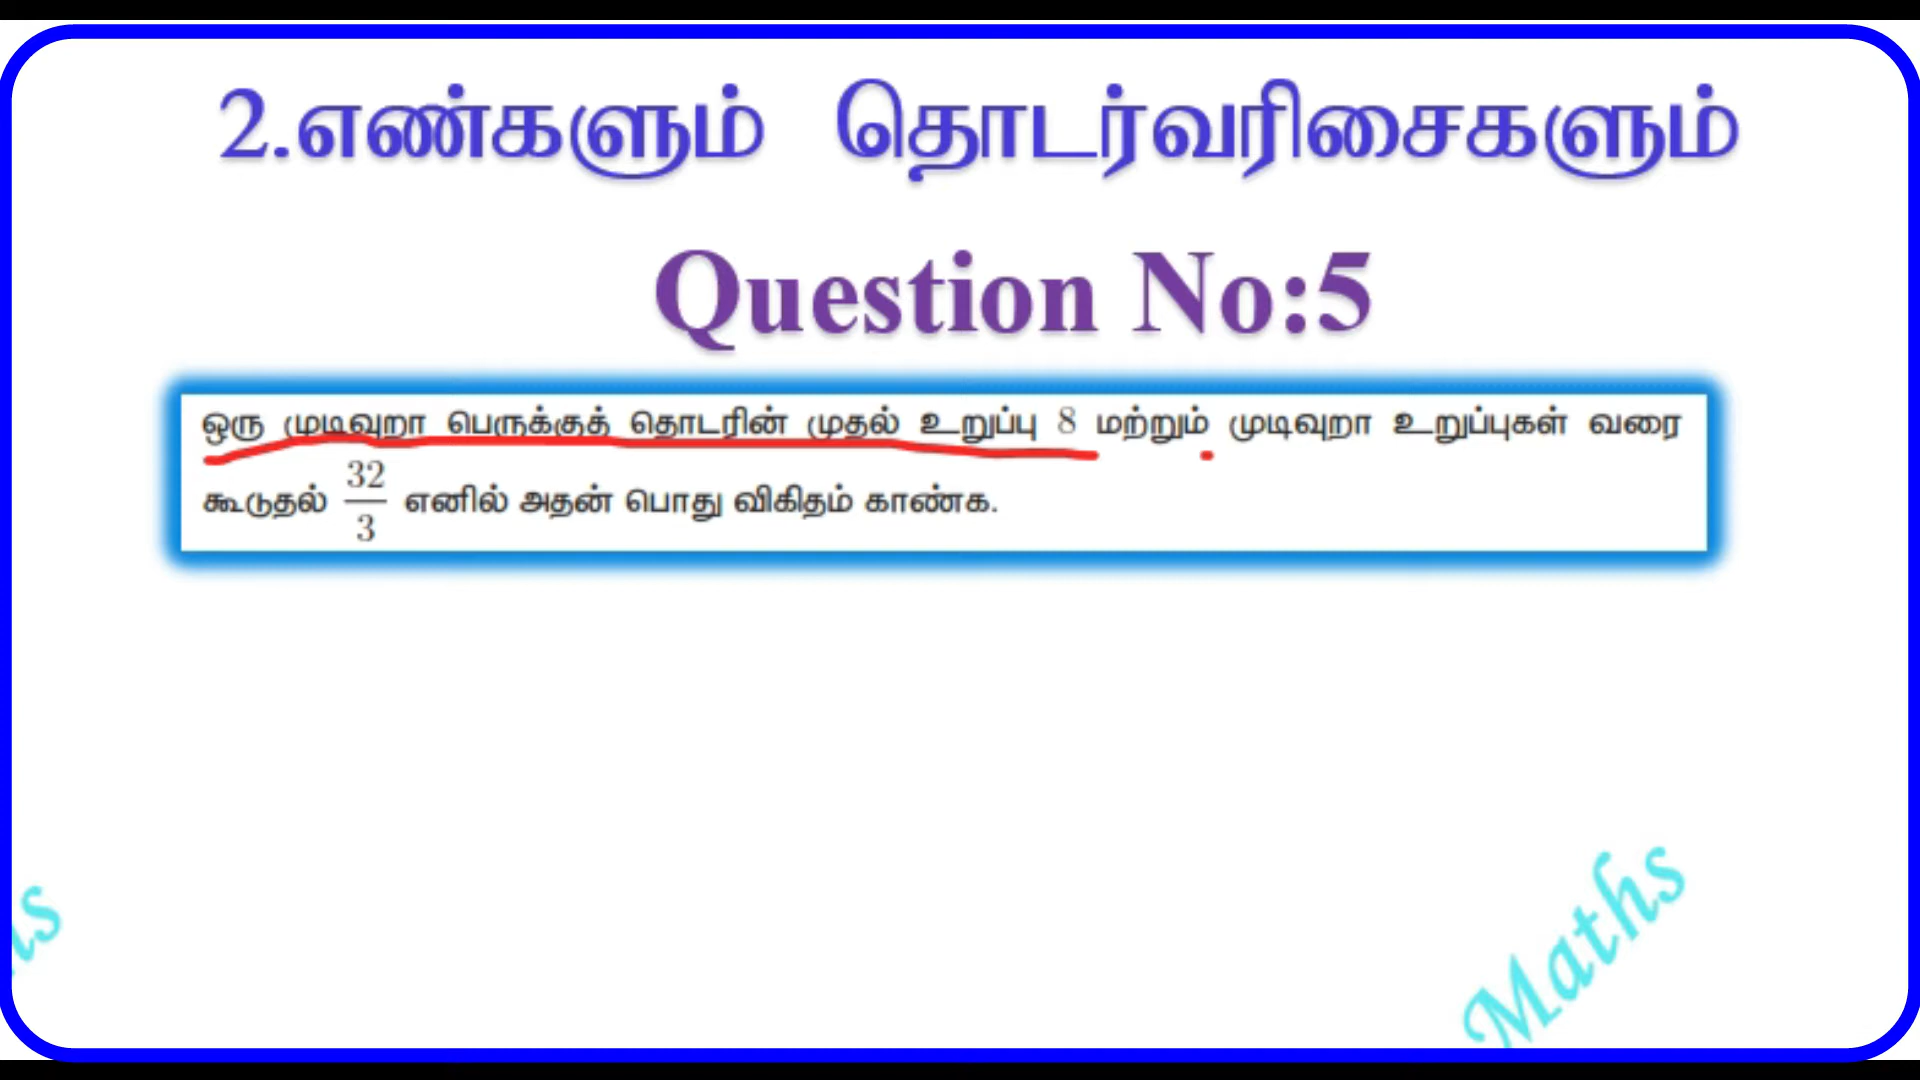 2.எண்களும் தொடர்வரிசைகளும்
Question No:5
ஒரு முடிவுறா பெருக்குத் தொடரின் முதல் உறுப்பு 8 மற்றும் முடிவுறா உறுப்புகள் வரை
கூடுதல் 32/3 எனில் அதன் பொது விகிதம் காண்க.
Maths